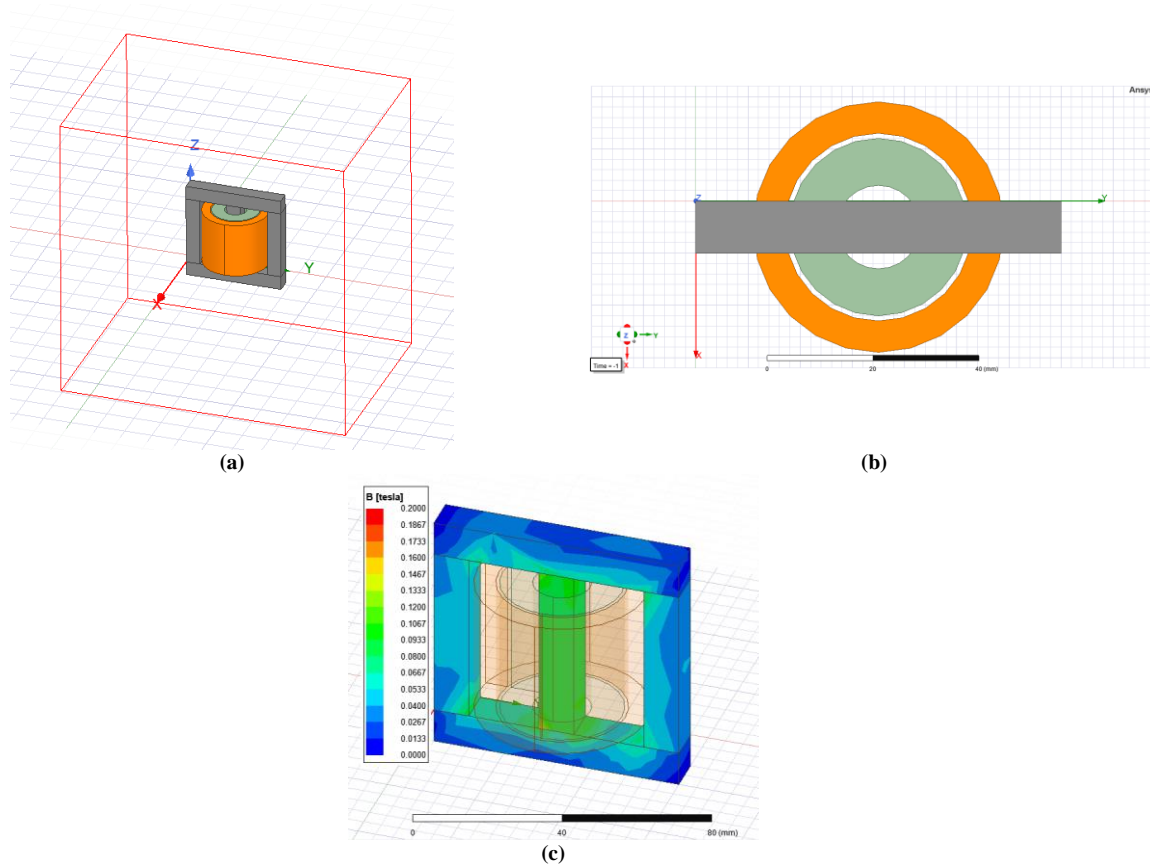 Z
Y
X
(a)
Ansys
Z
Y
X
Z
Y
X
Time = -1
0
20
40 (mm)
(b)
B [tesla]
0.2000
0.1867
0.1733
0.1600
0.1467
0.1333
0.1200
0.1067
0.0933
0.0800
0.0667
0.0533
0.0400
0.0267
0.0133
0.0000
0
40
80 (mm)
(c)